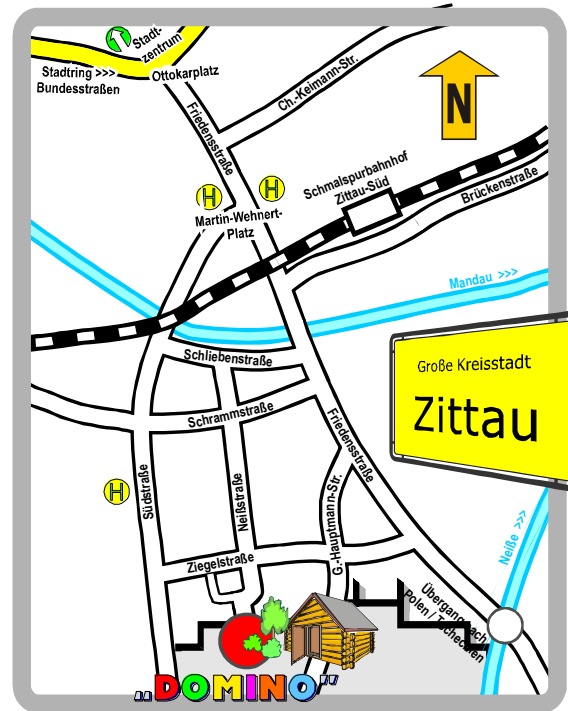 Stadt-
zentrum
Stadtring >>>
Bundesstraßen
Ottokarplatz
Ch.-Keimann-Str.
N
Friedensstraße
Schmalspurbahnhof
Zittau-Süd
Brückenstraße
H
H
Martin-Wehnert-
Platz
Mandau >>>
Schliebenstraße
Große Kreisstadt
Zittau
Schrammstraße
Friedensstraße
H
Südstraße
Neißstraße
G.-Hauptmann-Str.
Neiße >>>
Ziegelstraße
Übergang nach
Polen / Tschechien
„DOMINO”